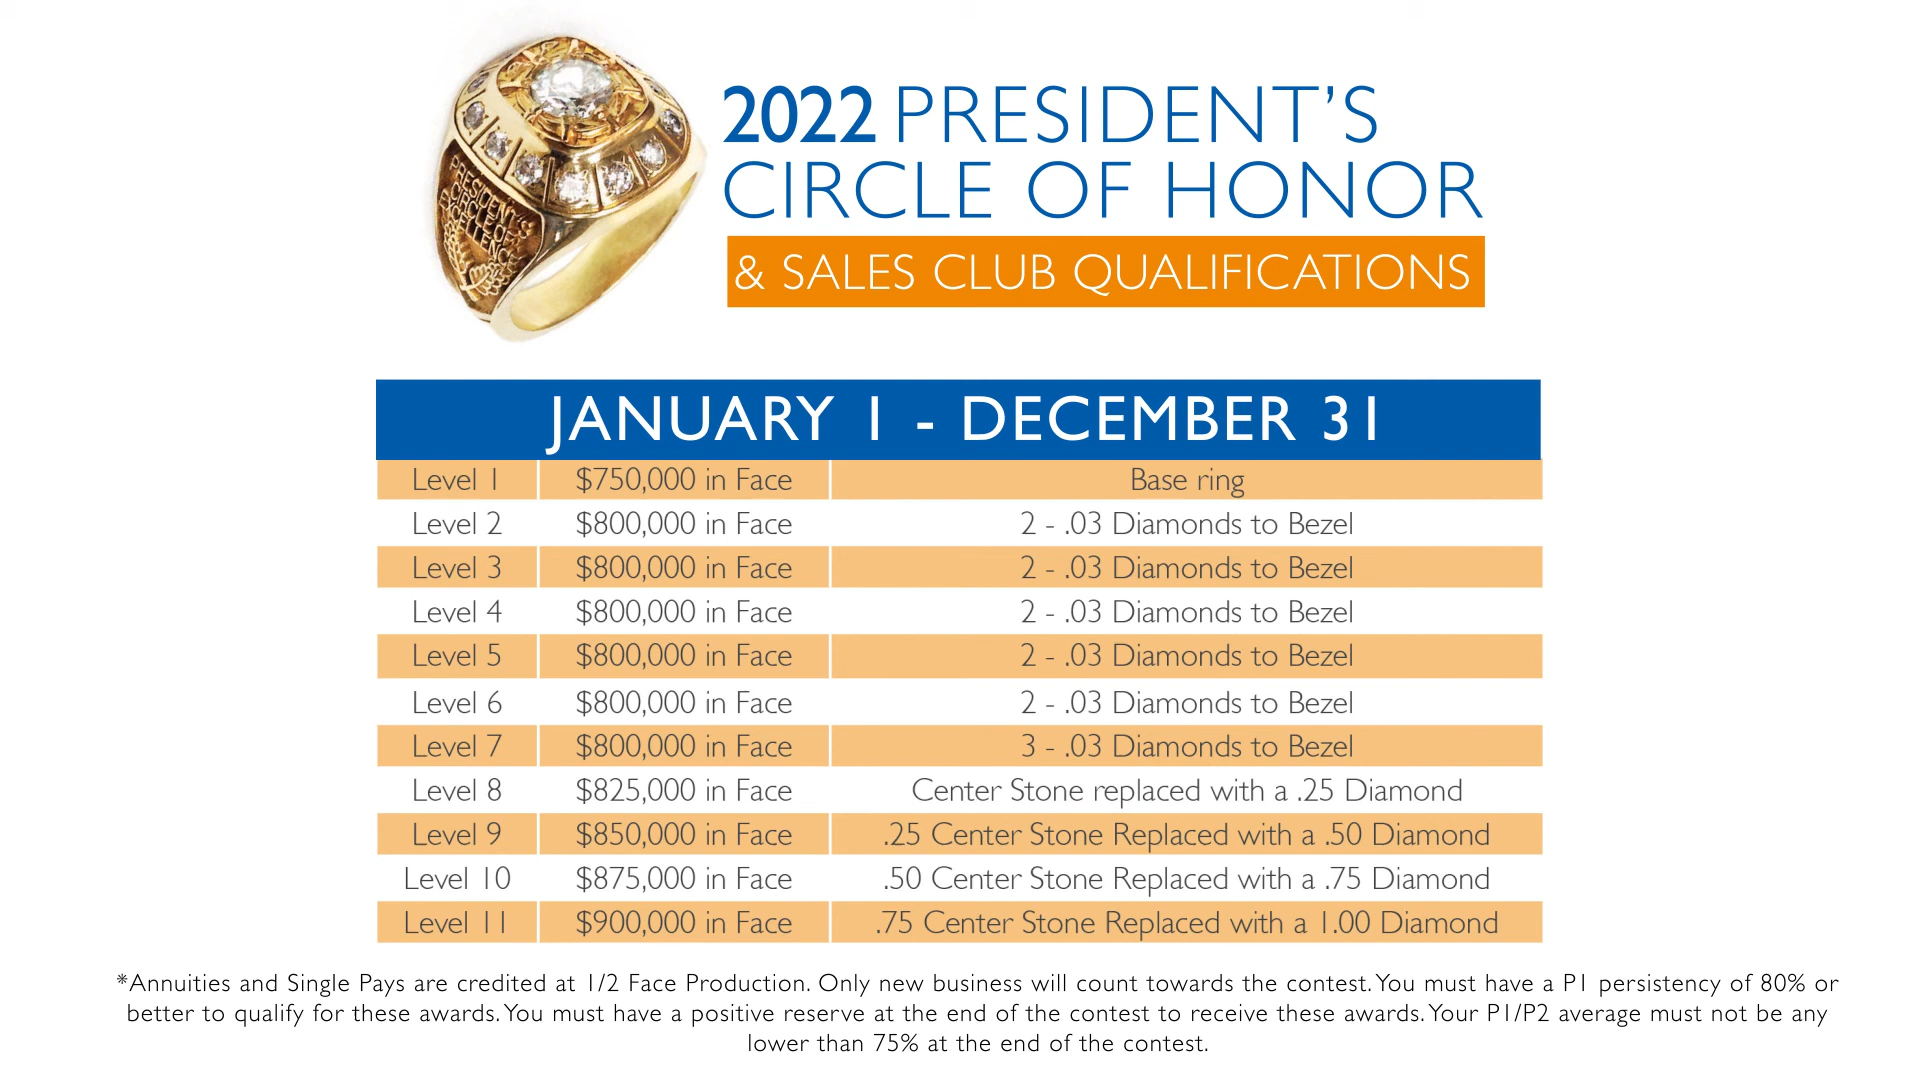 2022 PRESIDENT'S
CIRCLE OF HONOR
& SALES CLUB QUALIFICATIONS
PRESIDENT'S
CIRCLE OF
EXCELLENCE
JANUARY 1 - DECEMBER 31
Level 1 $750,000 in Face Base ring
Level 2 $800,000 in Face 2 - .03 Diamonds to Bezel
Level 3 $800,000 in Face 2 - .03 Diamonds to Bezel
Level 4 $800,000 in Face 2 - .03 Diamonds to Bezel
Level 5 $800,000 in Face 2 - .03 Diamonds to Bezel
Level 6 $800,000 in Face 2 - .03 Diamonds to Bezel
Level 7 $800,000 in Face 3 - .03 Diamonds to Bezel
Level 8 $825,000 in Face Center Stone replaced with a .25 Diamond
Level 9 $850,000 in Face .25 Center Stone Replaced with a .50 Diamond
Level 10 $875,000 in Face .50 Center Stone Replaced with a .75 Diamond
Level 11 $900,000 in Face .75 Center Stone Replaced with a 1.00 Diamond
*Annuities and Single Pays are credited at 1/2 Face Production. Only new business will count towards the contest. You must have a P1 persistency of 80% or
better to qualify for these awards. You must have a positive reserve at the end of the contest to receive these awards. Your P1/P2 average must not be any
lower than 75% at the end of the contest.